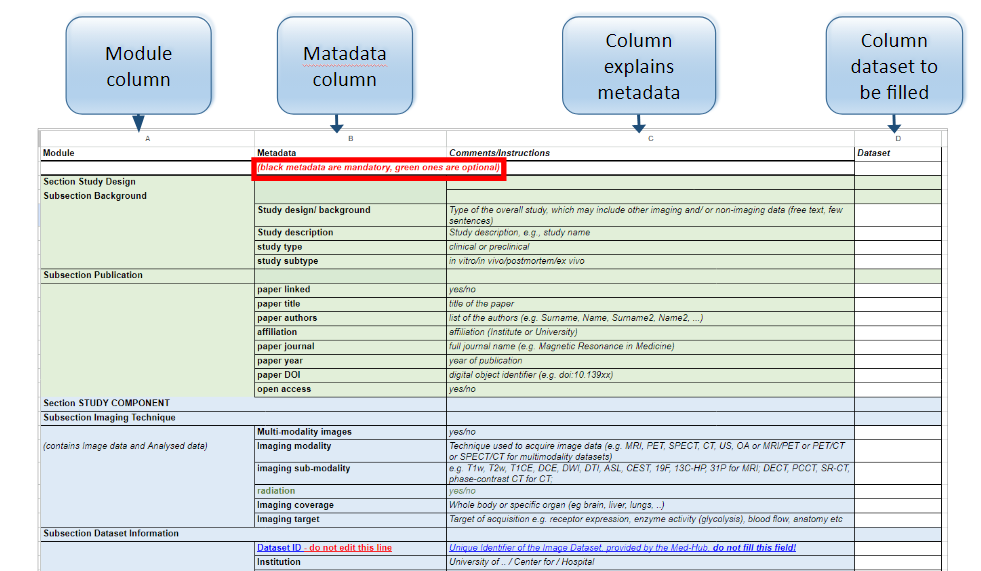 Module
column
Matadata
column
Column
explains
metadata
Column
dataset to
be filled
A B C D
Module Metadata Comments/Instructions Dataset
(black metadata are mandatory, green ones are optional)
Section Study Design
Subsection Background
Study design/ background Type of the overall study, which may include other imaging and/ or non-imaging data (free text, few
sentences)
Study description Study description, e.g., study name
study type clinical or preclinical
study subtype in vitro/in vivo/postmortem/ex vivo
Subsection Publication
paper linked yes/no
paper title title of the paper
paper authors list of the authors (e.g. Surname, Name, Surname2, Name2, ...)
affiliation affiliation (Institute or University)
paper journal full journal name (e.g. Magnetic Resonance in Medicine)
paper year year of publication
paper DOI digital object identifier (e.g. doi:10.139xx)
open access yes/no
Section STUDY COMPONENT
Subsection Imaging Technique
Multi-modality images yes/no
(contains Image data and Analysed data) Imaging modality Technique used to acquire image data (e.g. MRI, PET, SPECT, CT, US, OA or MRI/PET or PET/CT
or SPECT/CT for multimodality datasets)
imaging sub-modality e.g. T1w, T2w, T1CE, DCE, DWI, DTI, ASL, CEST, 19F, 13C-HP, 31P for MRI; DECT, PCCT, SR-CT,
phase-contrast CT for CT;
radiation yes/no
Imaging coverage Whole body or specific organ (eg brain, liver, lungs, ..)
Imaging target Target of acquisition e.g. receptor expression, enzyme activity (glycolysis), blood flow, anatomy etc
Subsection Dataset Information
Dataset ID - do not edit this line Unique Identifier of the Image Dataset, provided by the Med-Hub, do not fill this field!
Institution University of .. / Center for / Hospital